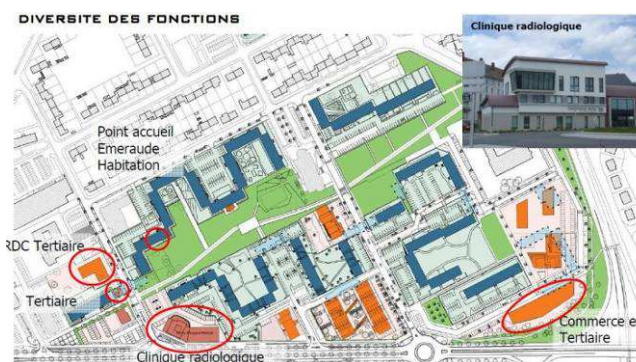 DIVERSITE DES FONCTIONS
Clinique radiologique
Point accueil
Emeraude
Habitation
RDC Tertiaire
Tertiaire
Commerce e
Tertiaire
Clinique radiologique